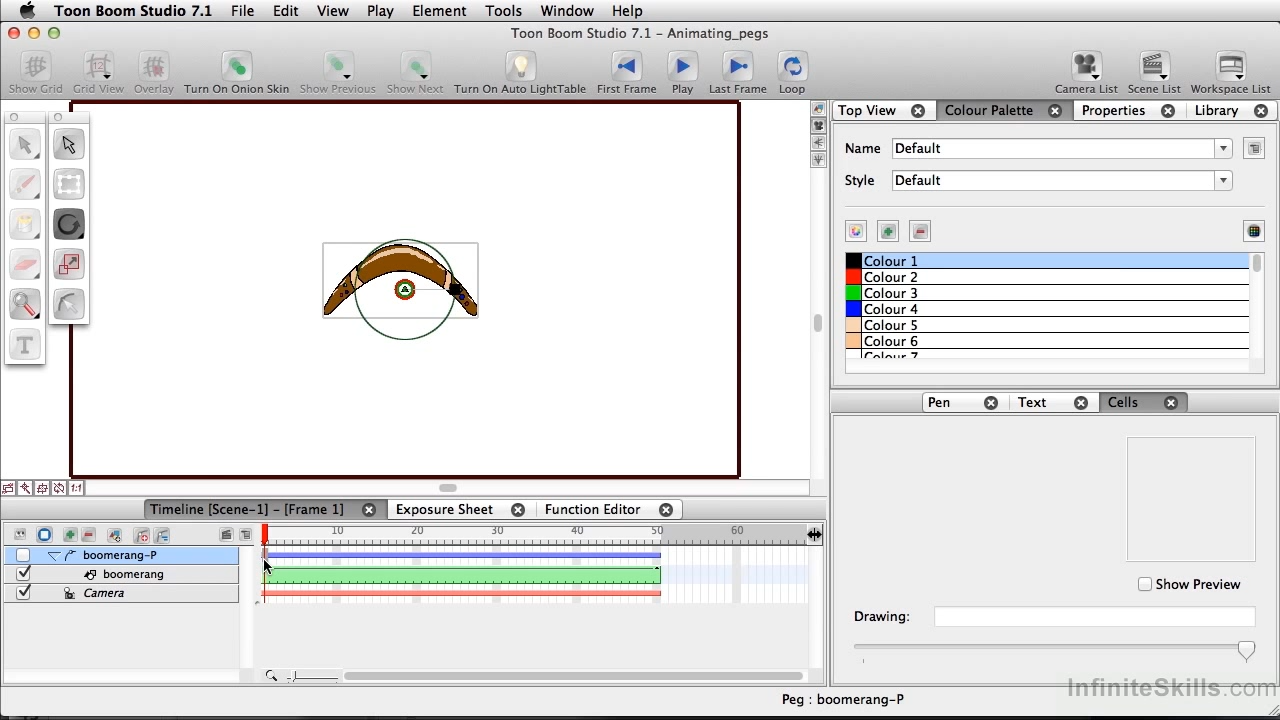 Toon Boom Studio 7.1 File Edit View Play Element Tools Window Help
Toon Boom Studio 7.1 - Animating_pegs
Show Grid Grid View Overlay Turn On Onion Skin Show Previous Show Next Turn On Auto LightTable First Frame Play Last Frame Loop Camera List Scene List Workspace List
Top View Colour Palette Properties Library
Name Default
Style Default
Colour 1
Colour 2
Colour 3
Colour 4
Colour 5
Colour 6
Colour 7
Pen Text Cells
Show Preview
Drawing:
1:1
Timeline [Scene-1] - [Frame 1] Exposure Sheet Function Editor
10 20 30 40 50 60
boomerang-P
boomerang
Camera
Peg : boomerang-P
InfiniteSkills.com